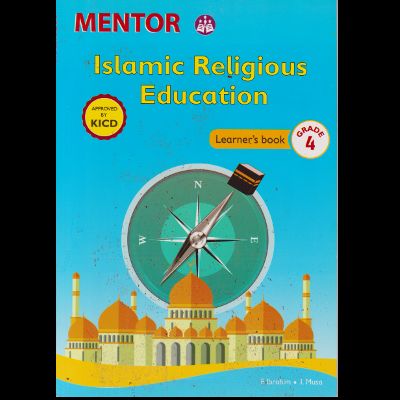 MENTOR
Islamic Religious
Education
APPROVED
BY
KICD
Learner's book
GRADE
4
N
W
E
F. Ibrahim • I. Musa